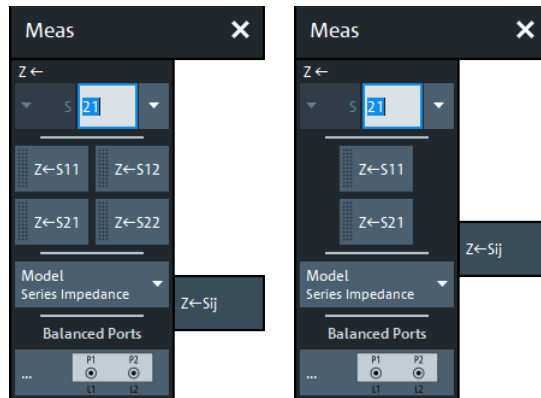 Meas
Z←
S 21
Z←S11 Z←S12
Z←S21 Z←S22
Model
Series Impedance
Z←Sij
Balanced Ports
... P1 P2
L1 L2
Meas
Z←
S 21
Z←S11
Z←S21
Z←Sij
Model
Series Impedance
Balanced Ports
... P1 P2
L1 L2